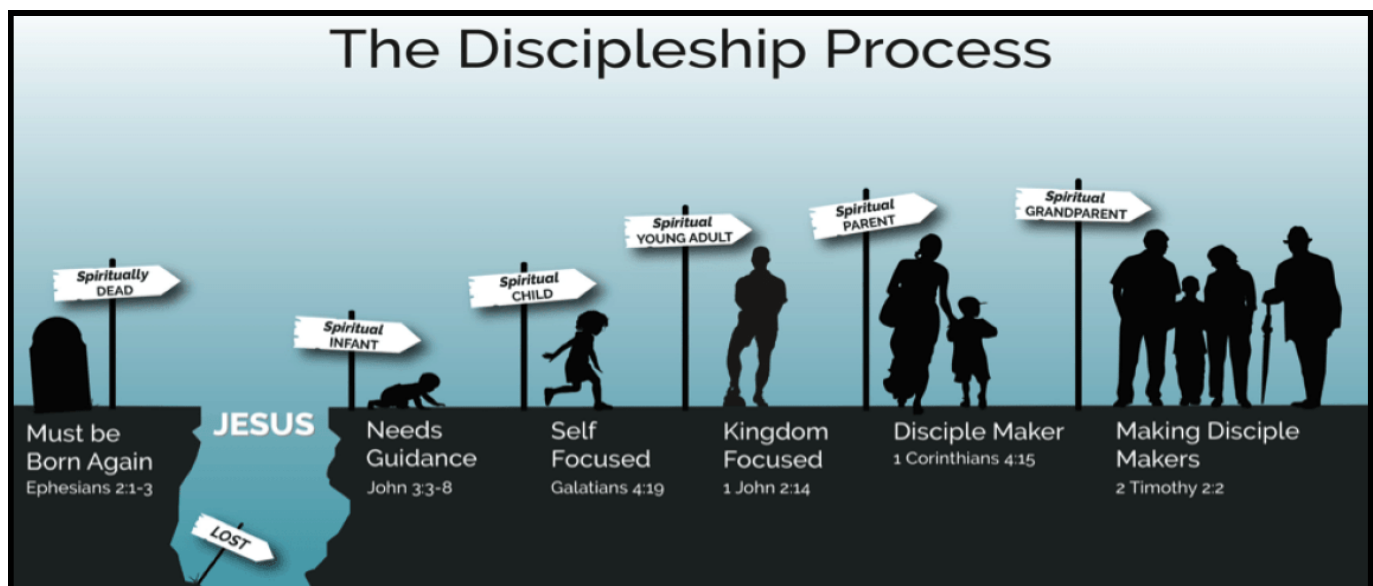 The Discipleship Process
Spiritually
DEAD
Must be
Born Again
Ephesians 2:1-3
JESUS
LOST
Spiritual
INFANT
Needs
Guidance
John 3:3-8
Spiritual
CHILD
Self
Focused
Galatians 4:19
Spiritual
YOUNG ADULT
Kingdom
Focused
1 John 2:14
Spiritual
PARENT
Disciple Maker
1 Corinthians 4:15
Spiritual
GRANDPARENT
Making Disciple
Makers
2 Timothy 2:2